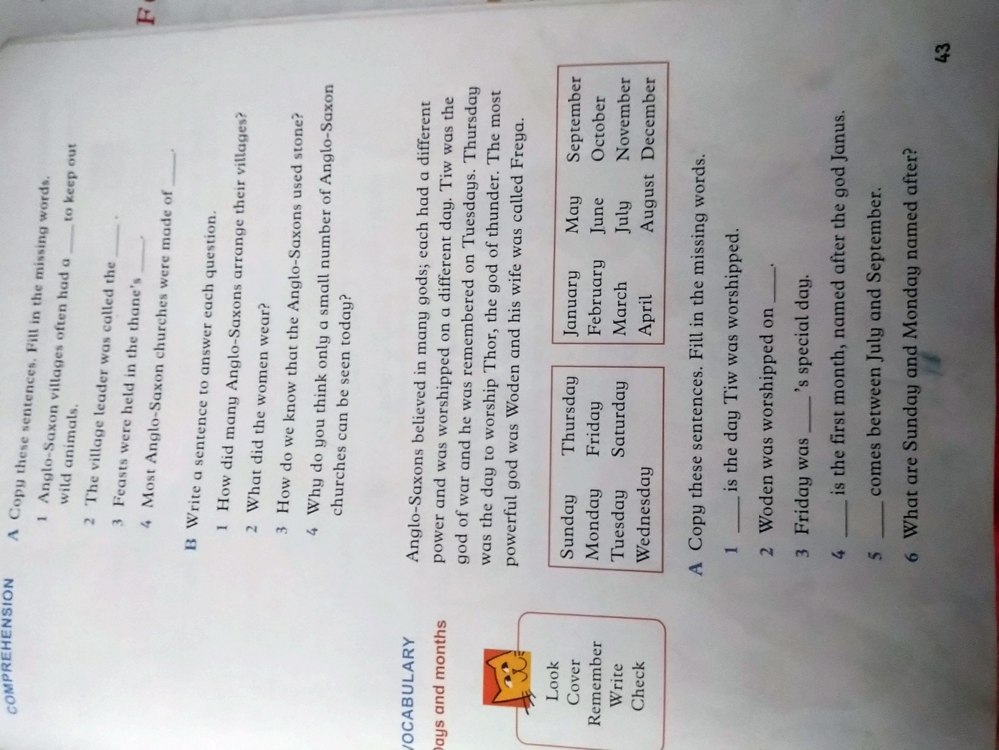 COMPREHENSION
A Copy these sentences. Fill in the missing words.
1 Anglo-Saxon villages often had a ___ to keep out
wild animals.
2 The village leader was called the ___.
3 Feasts were held in the thane's ___.
4 Most Anglo-Saxon churches were made of ___.
B Write a sentence to answer each question.
1 How did many Anglo-Saxons arrange their villages?
2 What did the women wear?
3 How do we know that the Anglo-Saxons used stone?
4 Why do you think only a small number of Anglo-Saxon
churches can be seen today?
VOCABULARY
Days and months
Anglo-Saxons believed in many gods; each had a different
power and was worshipped on a different day. Tiw was the
god of war and he was remembered on Tuesdays. Thursday
was the day to worship Thor, the god of thunder. The most
powerful god was Woden and his wife was called Freya.
Look
Cover
Remember
Write
Check
Sunday Thursday
Monday Friday
Tuesday Saturday
Wednesday
January May September
February June October
March July November
April August December
A Copy these sentences. Fill in the missing words.
1 ___ is the day Tiw was worshipped.
2 Woden was worshipped on ___.
3 Friday was ___'s special day.
4 ___ is the first month, named after the god Janus.
5 ___ comes between July and September.
6 What are Sunday and Monday named after?
43